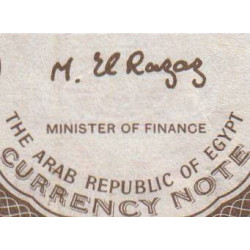 M. El Razaz
MINISTER OF FINANCE
THE ARAB REPUBLIC OF EGYPT
CURRENCY NOTE